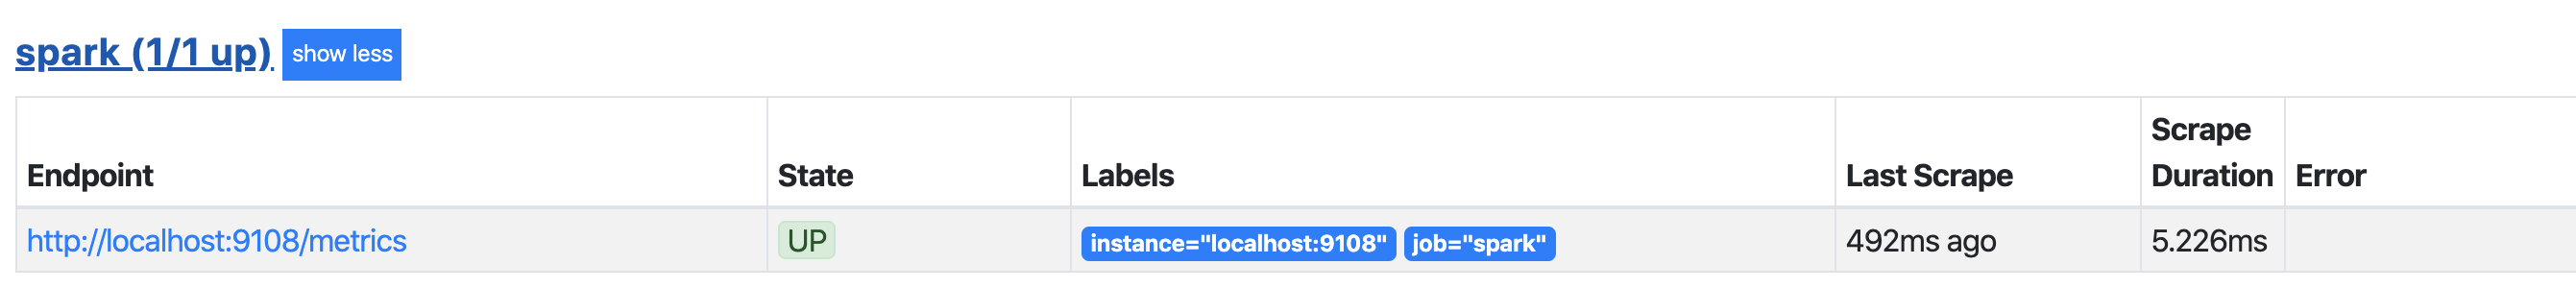 spark (1/1 up) show less
Endpoint State Labels Last Scrape Scrape Duration Error
http://localhost:9108/metrics UP instance="localhost:9108" job="spark" 492ms ago 5.226ms